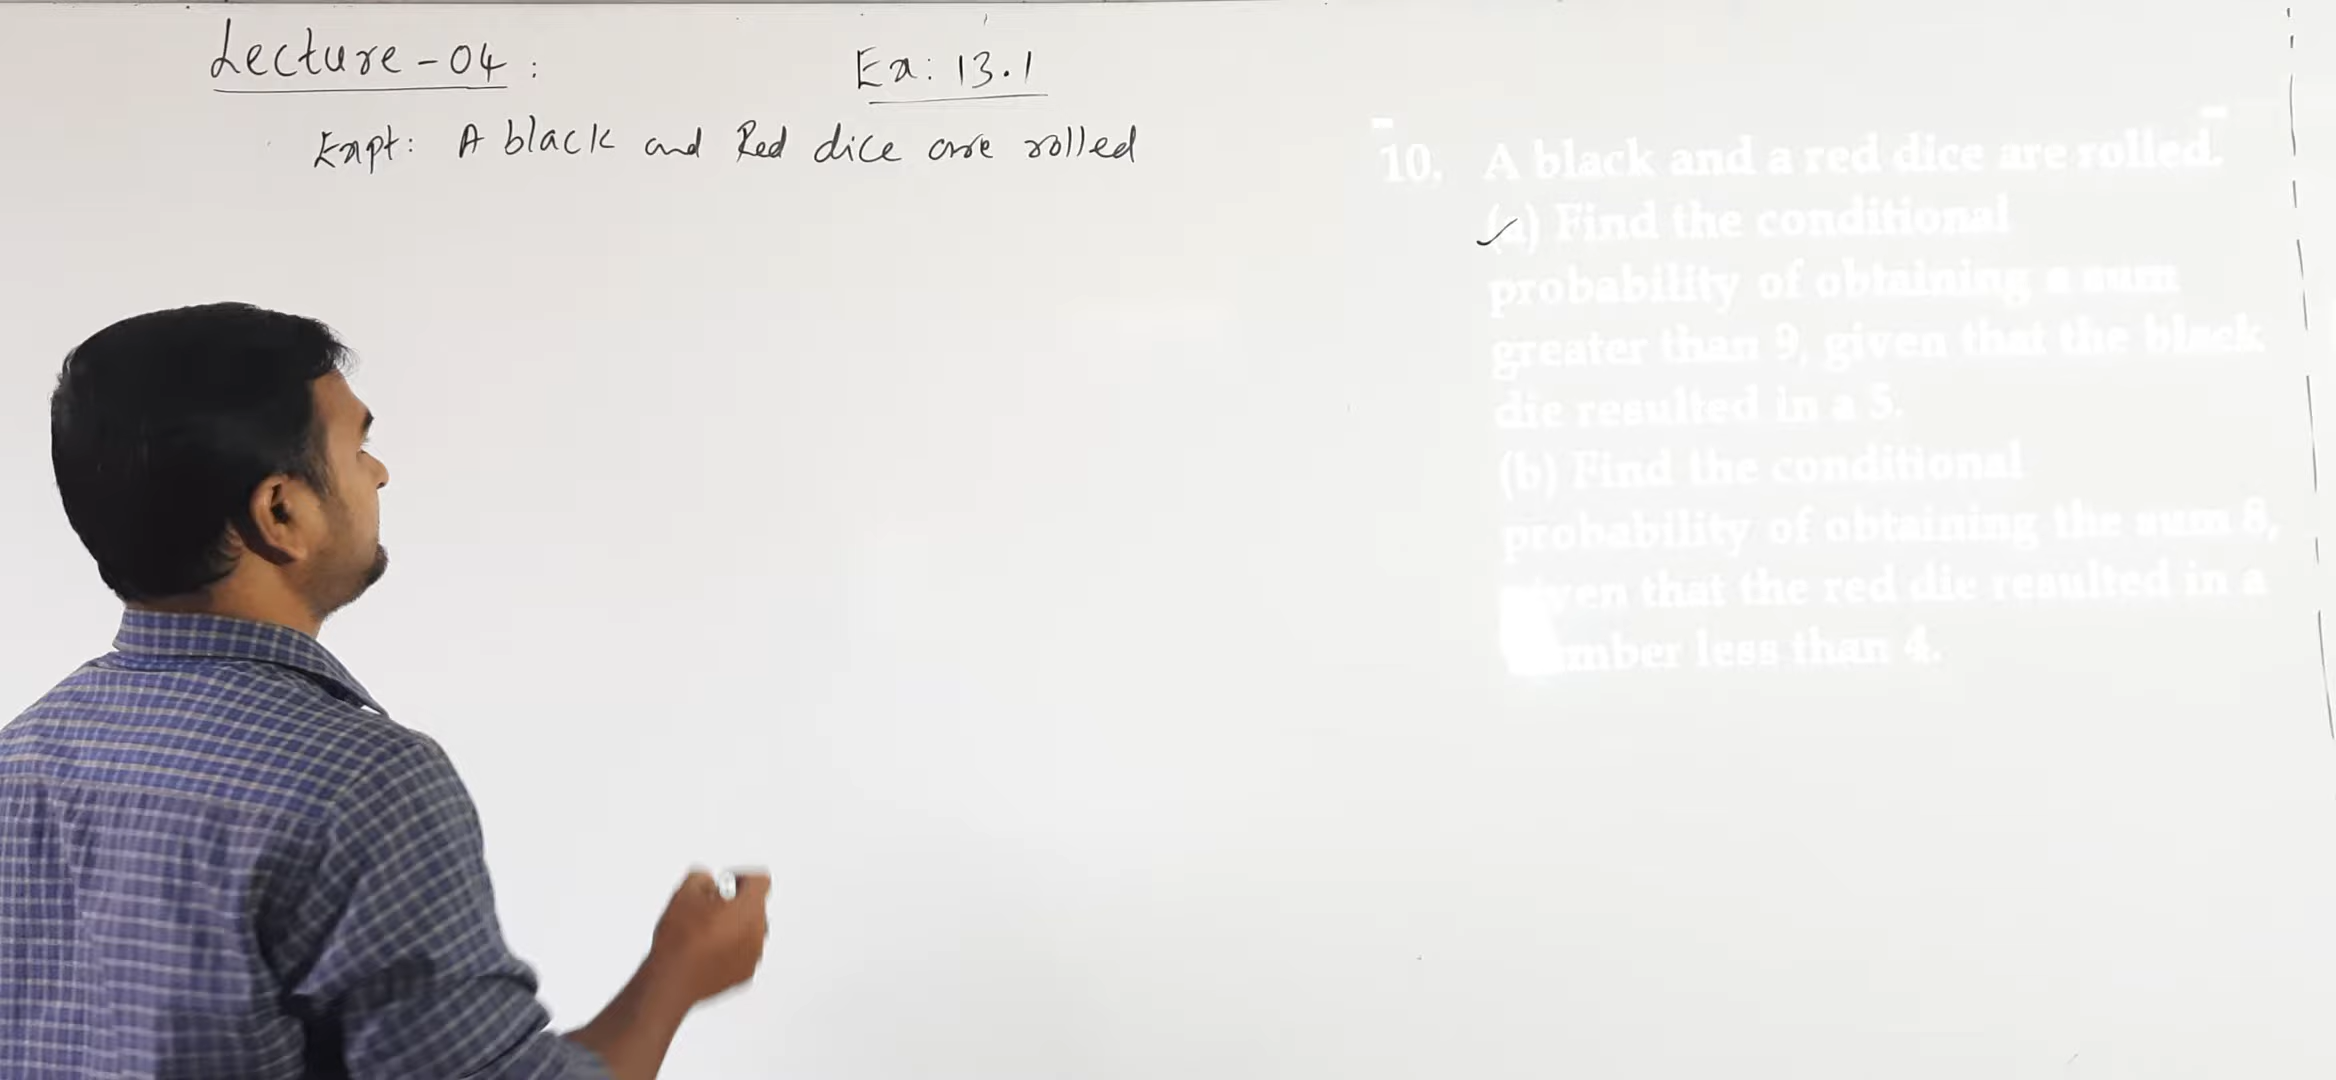 Lecture - 04 :
Ex: 13.1
Expt: A black and Red dice are rolled
10. A black and a red dice are rolled.
(a) Find the conditional
probability of obtaining a sum
greater than 9, given that the black
die resulted in a 5.
(b) Find the conditional
probability of obtaining the sum 8,
ven that the red die resulted in a
mber less than 4.